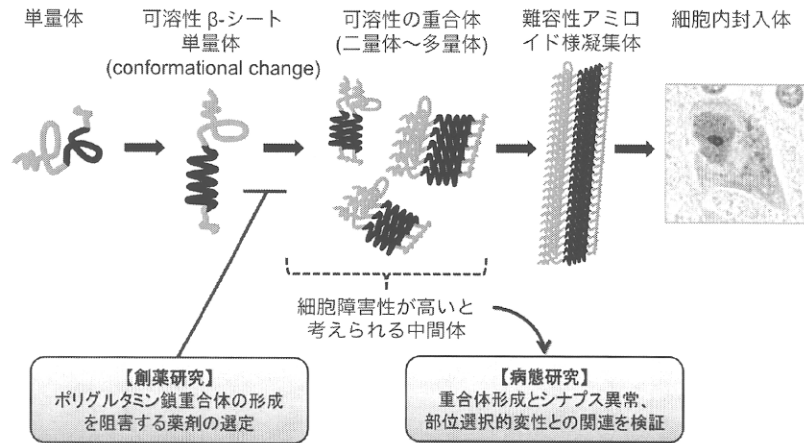 単量体
可溶性 β-シート
単量体
(conformational change)
可溶性の重合体
(二量体～多量体)
難容性アミロ
イド様凝集体
細胞内封入体
細胞障害性が高いと
考えられる中間体
【創薬研究】
ポリグルタミン鎖重合体の形成
を阻害する薬剤の選定
【病態研究】
重合体形成とシナプス異常、
部位選択的変性との関連を検証